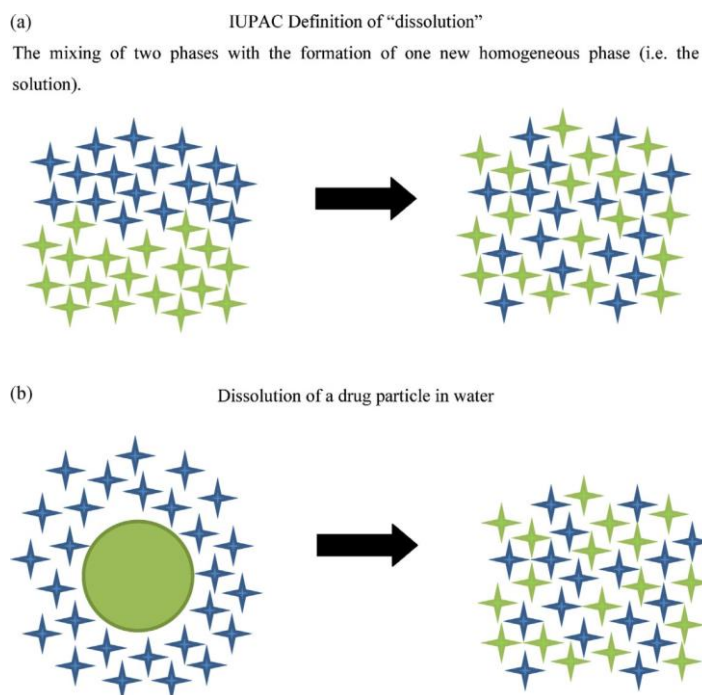 (a)
IUPAC Definition of “dissolution”
The mixing of two phases with the formation of one new homogeneous phase (i.e. the
solution).
(b)
Dissolution of a drug particle in water